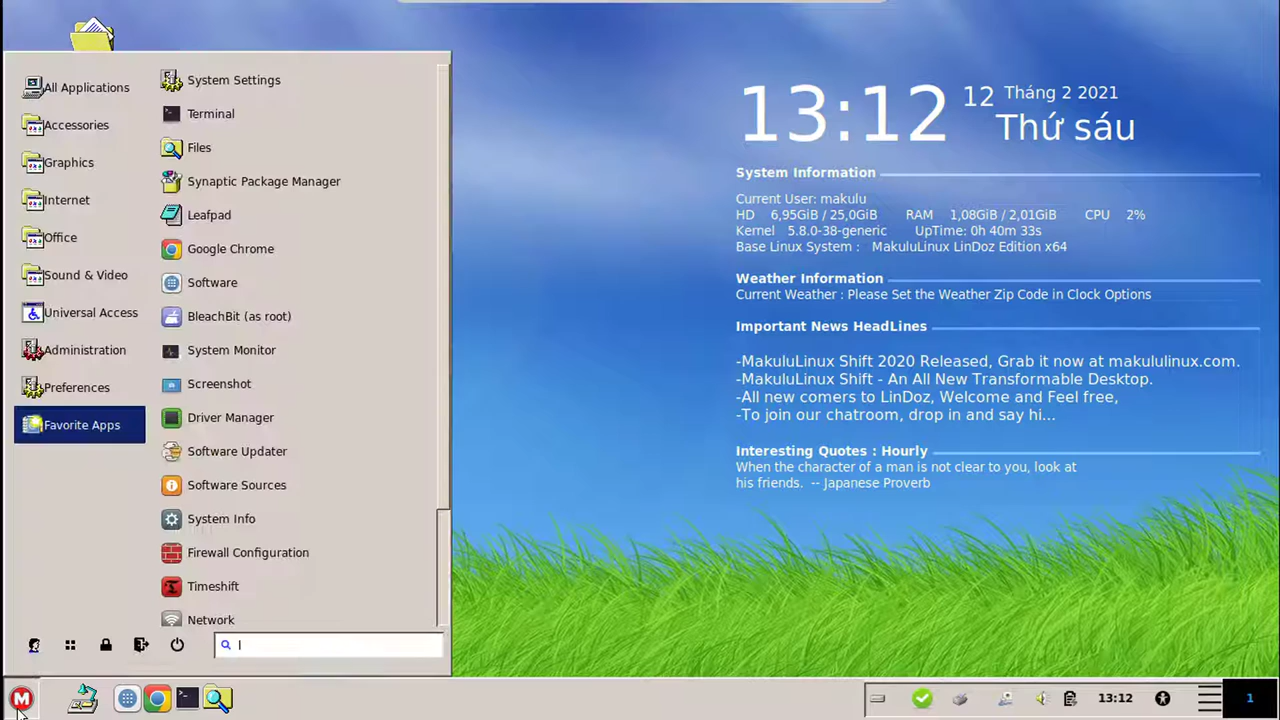 All Applications
Accessories
Graphics
Internet
Office
Sound & Video
Universal Access
Administration
Preferences
Favorite Apps
System Settings
Terminal
Files
Synaptic Package Manager
Leafpad
Google Chrome
Software
BleachBit (as root)
System Monitor
Screenshot
Driver Manager
Software Updater
Software Sources
System Info
Firewall Configuration
Timeshift
Network
13:12 12 Tháng 2 2021
Thứ sáu
System Information
Current User: makulu
HD 6,95GiB / 25,0GiB RAM 1,08GiB / 2,01GiB CPU 2%
Kernel 5.8.0-38-generic UpTime: 0h 40m 33s
Base Linux System : MakuluLinux LinDoz Edition x64
Weather Information
Current Weather : Please Set the Weather Zip Code in Clock Options
Important News HeadLines
-MakuluLinux Shift 2020 Released, Grab it now at makululinux.com.
-MakuluLinux Shift - An All New Transformable Desktop.
-All new comers to LinDoz, Welcome and Feel free,
-To join our chatroom, drop in and say hi...
Interesting Quotes : Hourly
When the character of a man is not clear to you, look at
his friends. -- Japanese Proverb
M
13:12
1